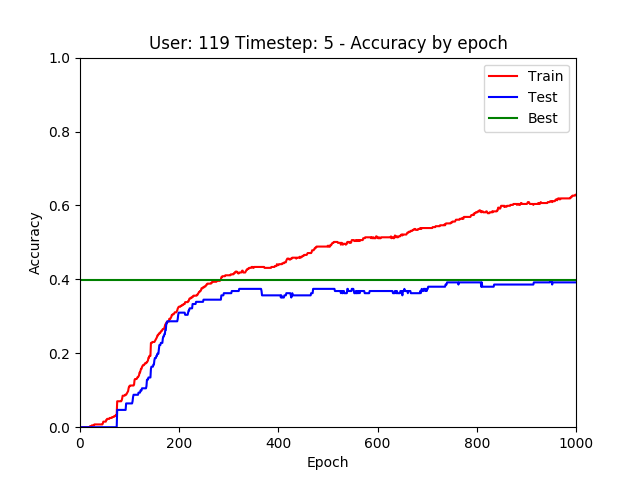 User: 119 Timestep: 5 - Accuracy by epoch
1.0
0.8
0.6
0.4
0.2
0.0
Accuracy
Train
Test
Best
0 200 400 600 800 1000
Epoch